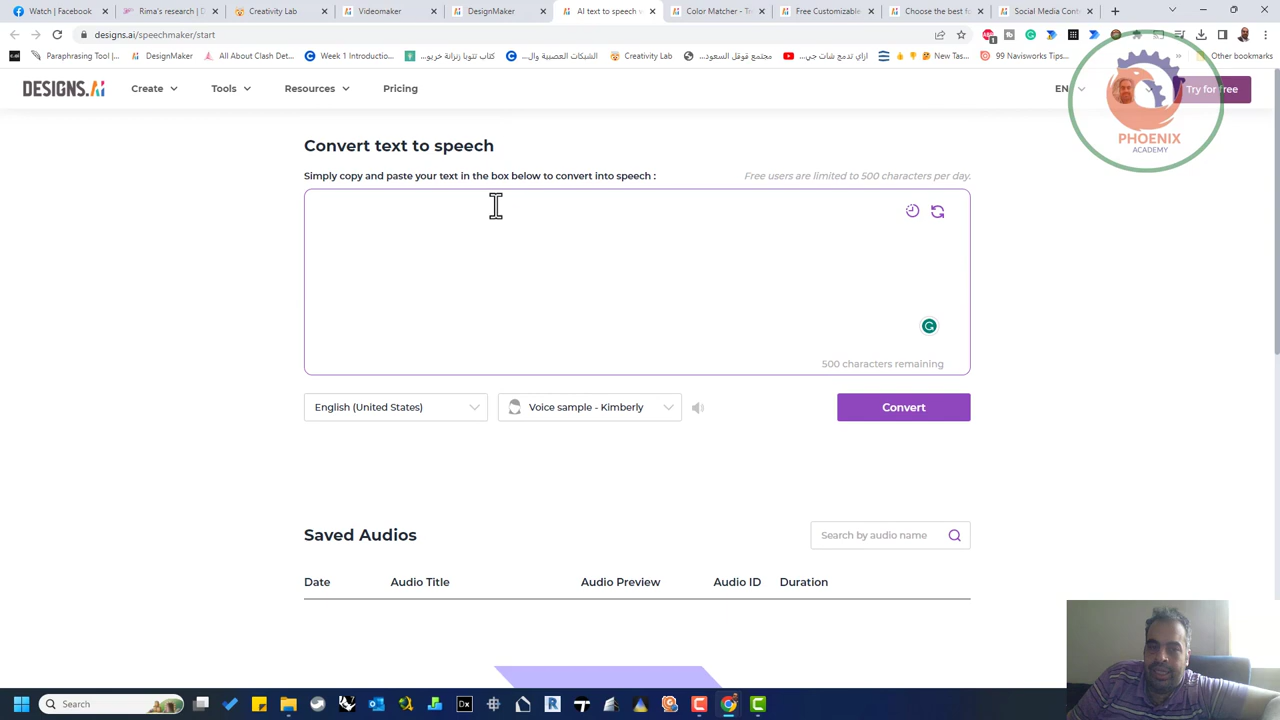 Watch | Facebook
Rima's research | D
Creativity Lab
Videomaker
DesignMaker
AI text to speech v
Color Matcher - Tr
Free Customizable
Choose the best fo
Social Media Cont
designs.ai/speechmaker/start
Paraphrasing Tool |...
DesignMaker
All About Clash Det...
Week 1 Introductio...
Creativity Lab
New Tas...
99 Navisworks Tips...
Other bookmarks
DESIGNS.AI
Create
Tools
Resources
Pricing
EN
Try for free
PHOENIX
ACADEMY
Convert text to speech
Simply copy and paste your text in the box below to convert into speech :
Free users are limited to 500 characters per day.
500 characters remaining
English (United States)
Voice sample - Kimberly
Convert
Saved Audios
Search by audio name
Date
Audio Title
Audio Preview
Audio ID
Duration
Search